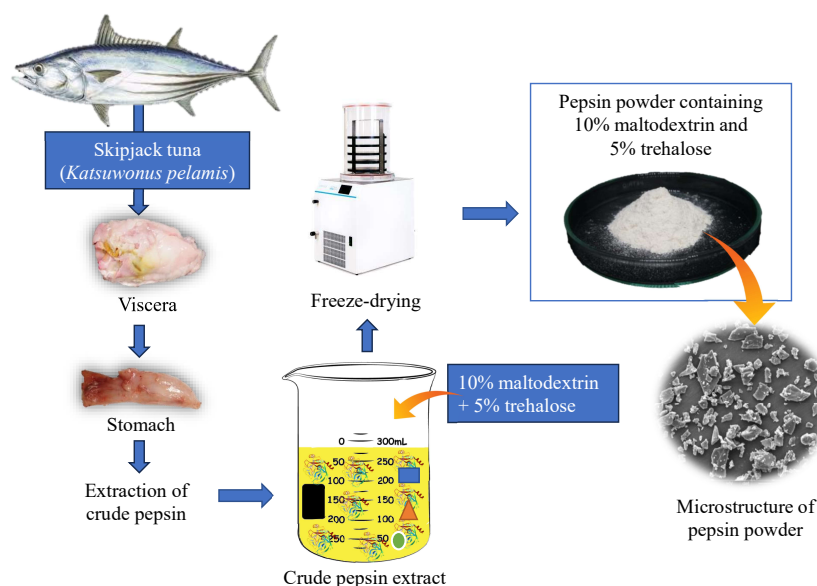 Skipjack tuna
(Katsuwonus pelamis)
Viscera
Stomach
Extraction of
crude pepsin
0 300mL
50 250
100 200
150 150
200 100
250 50
Crude pepsin extract
10% maltodextrin
+ 5% trehalose
Freeze-drying
Pepsin powder containing
10% maltodextrin and
5% trehalose
Microstructure of
pepsin powder